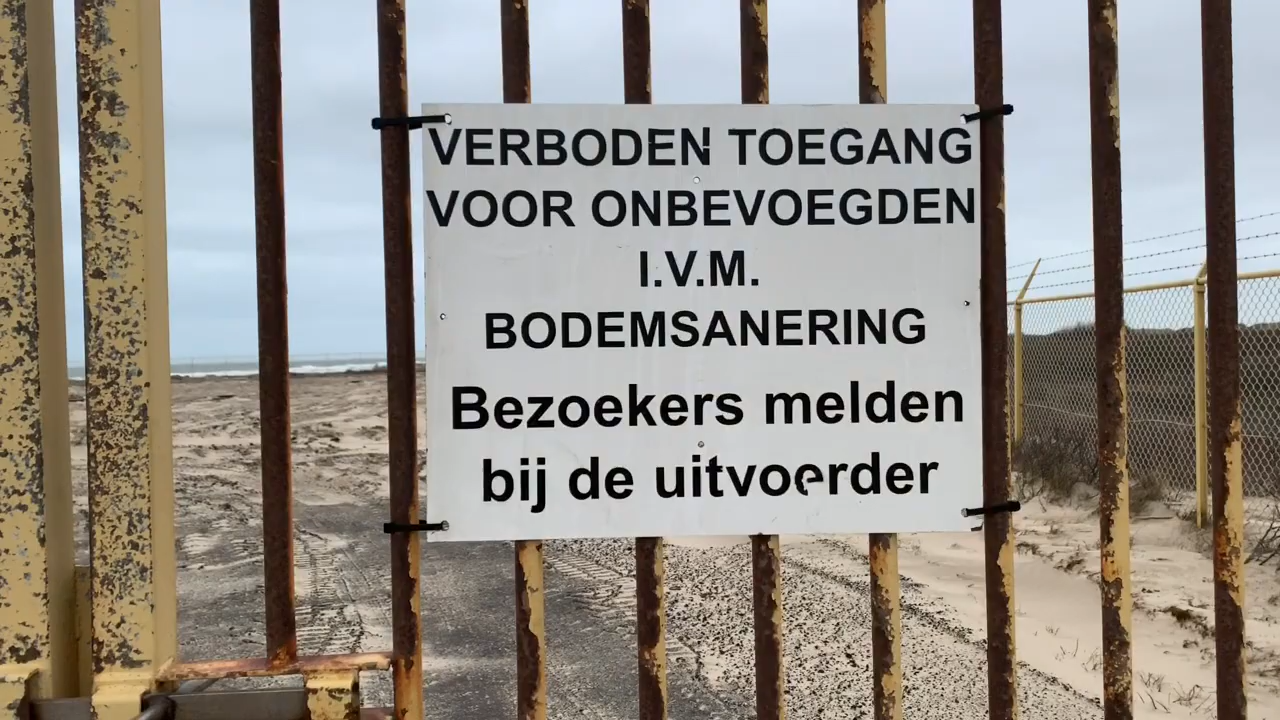 VERBODEN TOEGANG
VOOR ONBEVOEGDEN
I.V.M.
BODEMSANERING
Bezoekers melden
bij de uitvoerder